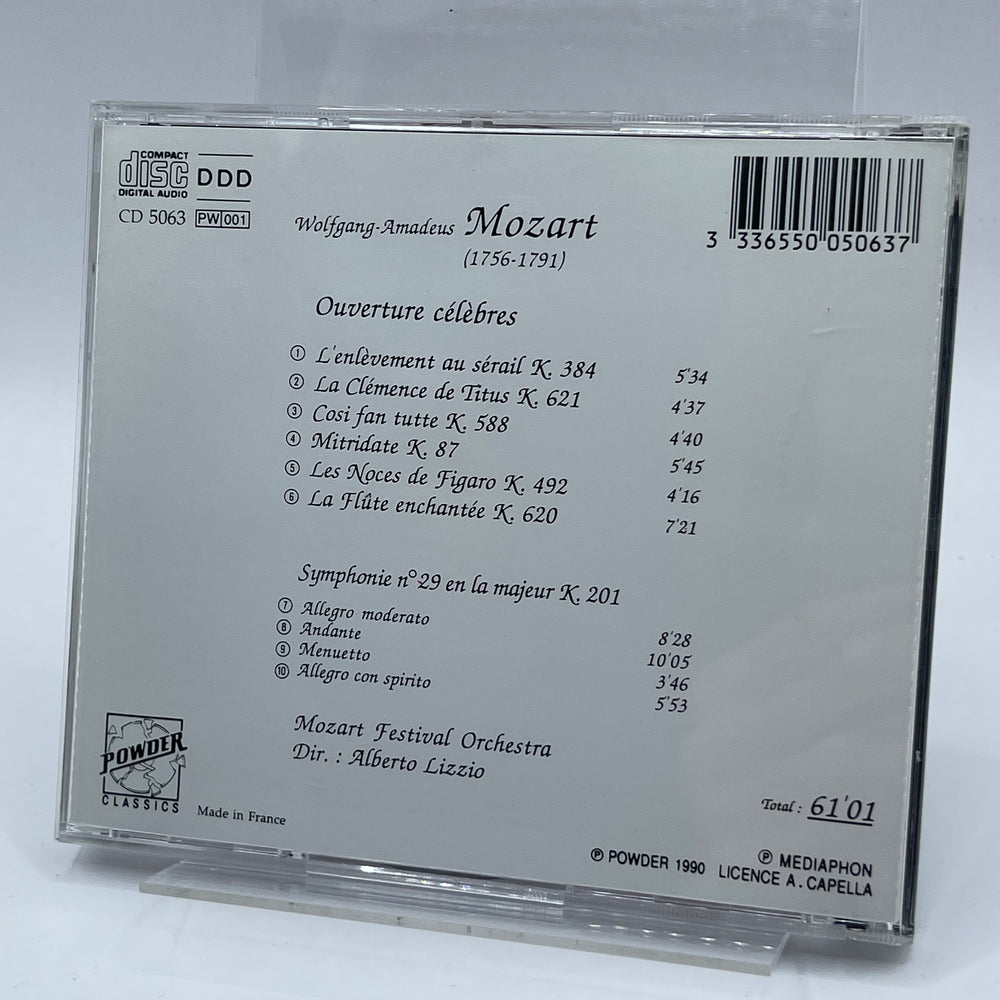 COMPACT
disc
DIGITAL AUDIO
DDD
CD 5063 PW 001
Wolfgang-Amadeus Mozart
(1756-1791)
3 336550 050637
Ouverture célèbres
① L'enlèvement au sérail K. 384 5'34
② La Clémence de Titus K. 621 4'37
③ Cosi fan tutte K. 588 4'40
④ Mitridate K. 87 5'45
⑤ Les Noces de Figaro K. 492 4'16
⑥ La Flûte enchantée K. 620 7'21
Symphonie n° 29 en la majeur K. 201
⑦ Allegro moderato 8'28
⑧ Andante 10'05
⑨ Menuetto 3'46
⑩ Allegro con spirito 5'53
Mozart Festival Orchestra
Dir. : Alberto Lizzio
POWDER
CLASSICS
Made in France
Total : 61'01
℗ POWDER 1990 ℗ MEDIAPHON
LICENCE A. CAPELLA